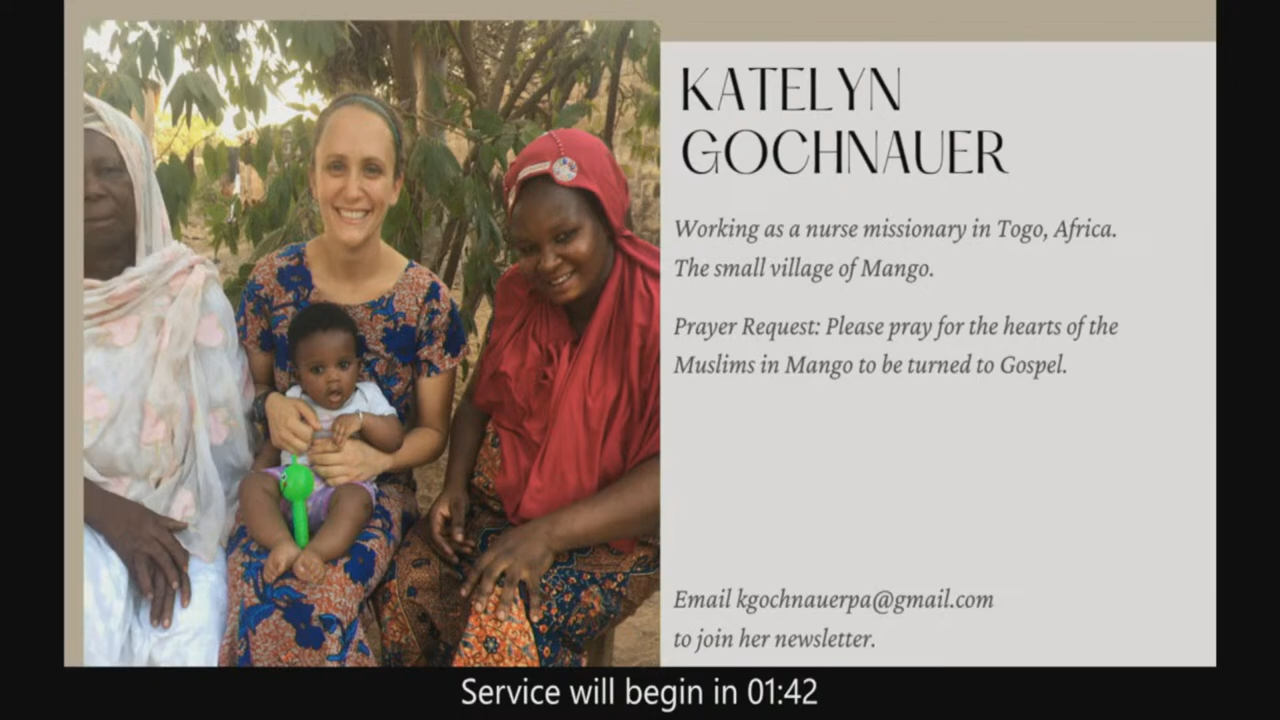 KATELYN
GOCHNAUER
Working as a nurse missionary in Togo, Africa.
The small village of Mango.
Prayer Request: Please pray for the hearts of the
Muslims in Mango to be turned to Gospel.
Email kgochnauerpa@gmail.com
to join her newsletter.
Service will begin in 01:42